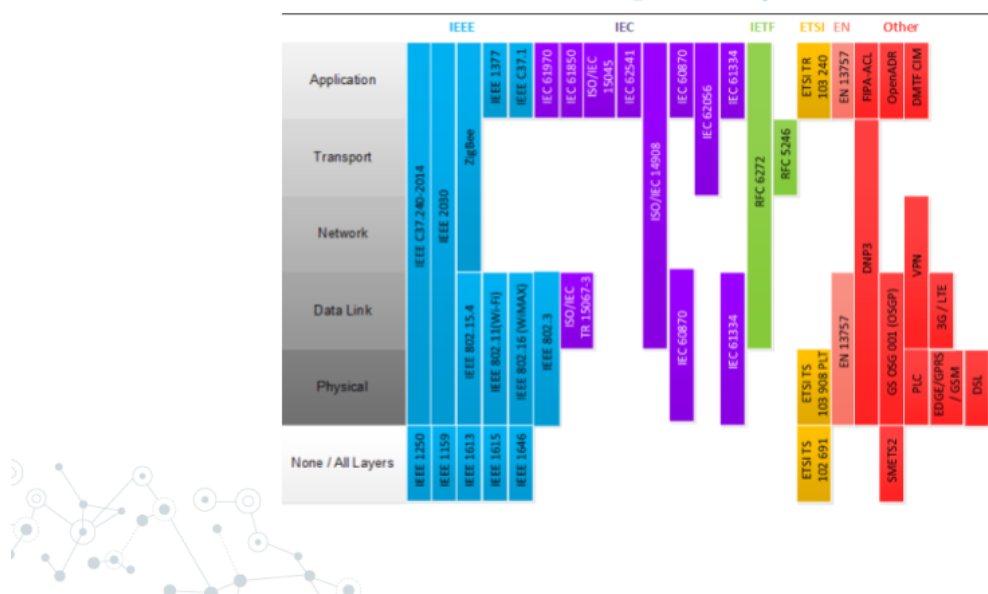 IEEE
IEC
IETF
ETSI
EN
Other
Application
Transport
Network
Data Link
Physical
None / All Layers
IEEE C37.240-2014
IEEE 2030
ZigBee
IEEE 1377
IEEE C37.1
IEEE 802.15.4
IEEE 802.11(Wi-Fi)
IEEE 802.16 (WiMAX)
IEEE 802.3
IEEE 1250
IEEE 1159
IEEE 1613
IEEE 1615
IEEE 1646
IEC 61970
IEC 61850
ISO/IEC
15045
IEC 62541
ISO/IEC 14908
IEC 60870
IEC 62056
IEC 61334
ISO/IEC
TR 15067-3
IEC 60870
IEC 61334
RFC 6272
RFC 5246
ETSI TR
103 240
ETSI TS
103 908 PLT
ETSI TS
102 691
EN 13757
EN 13757
FIPA-ACL
OpenADR
DMTF CIM
DNP3
VPN
GS OSG 001 (OSGP)
3G / LTE
PLC
EDGE/GPRS
/ GSM
DSL
SMETS2